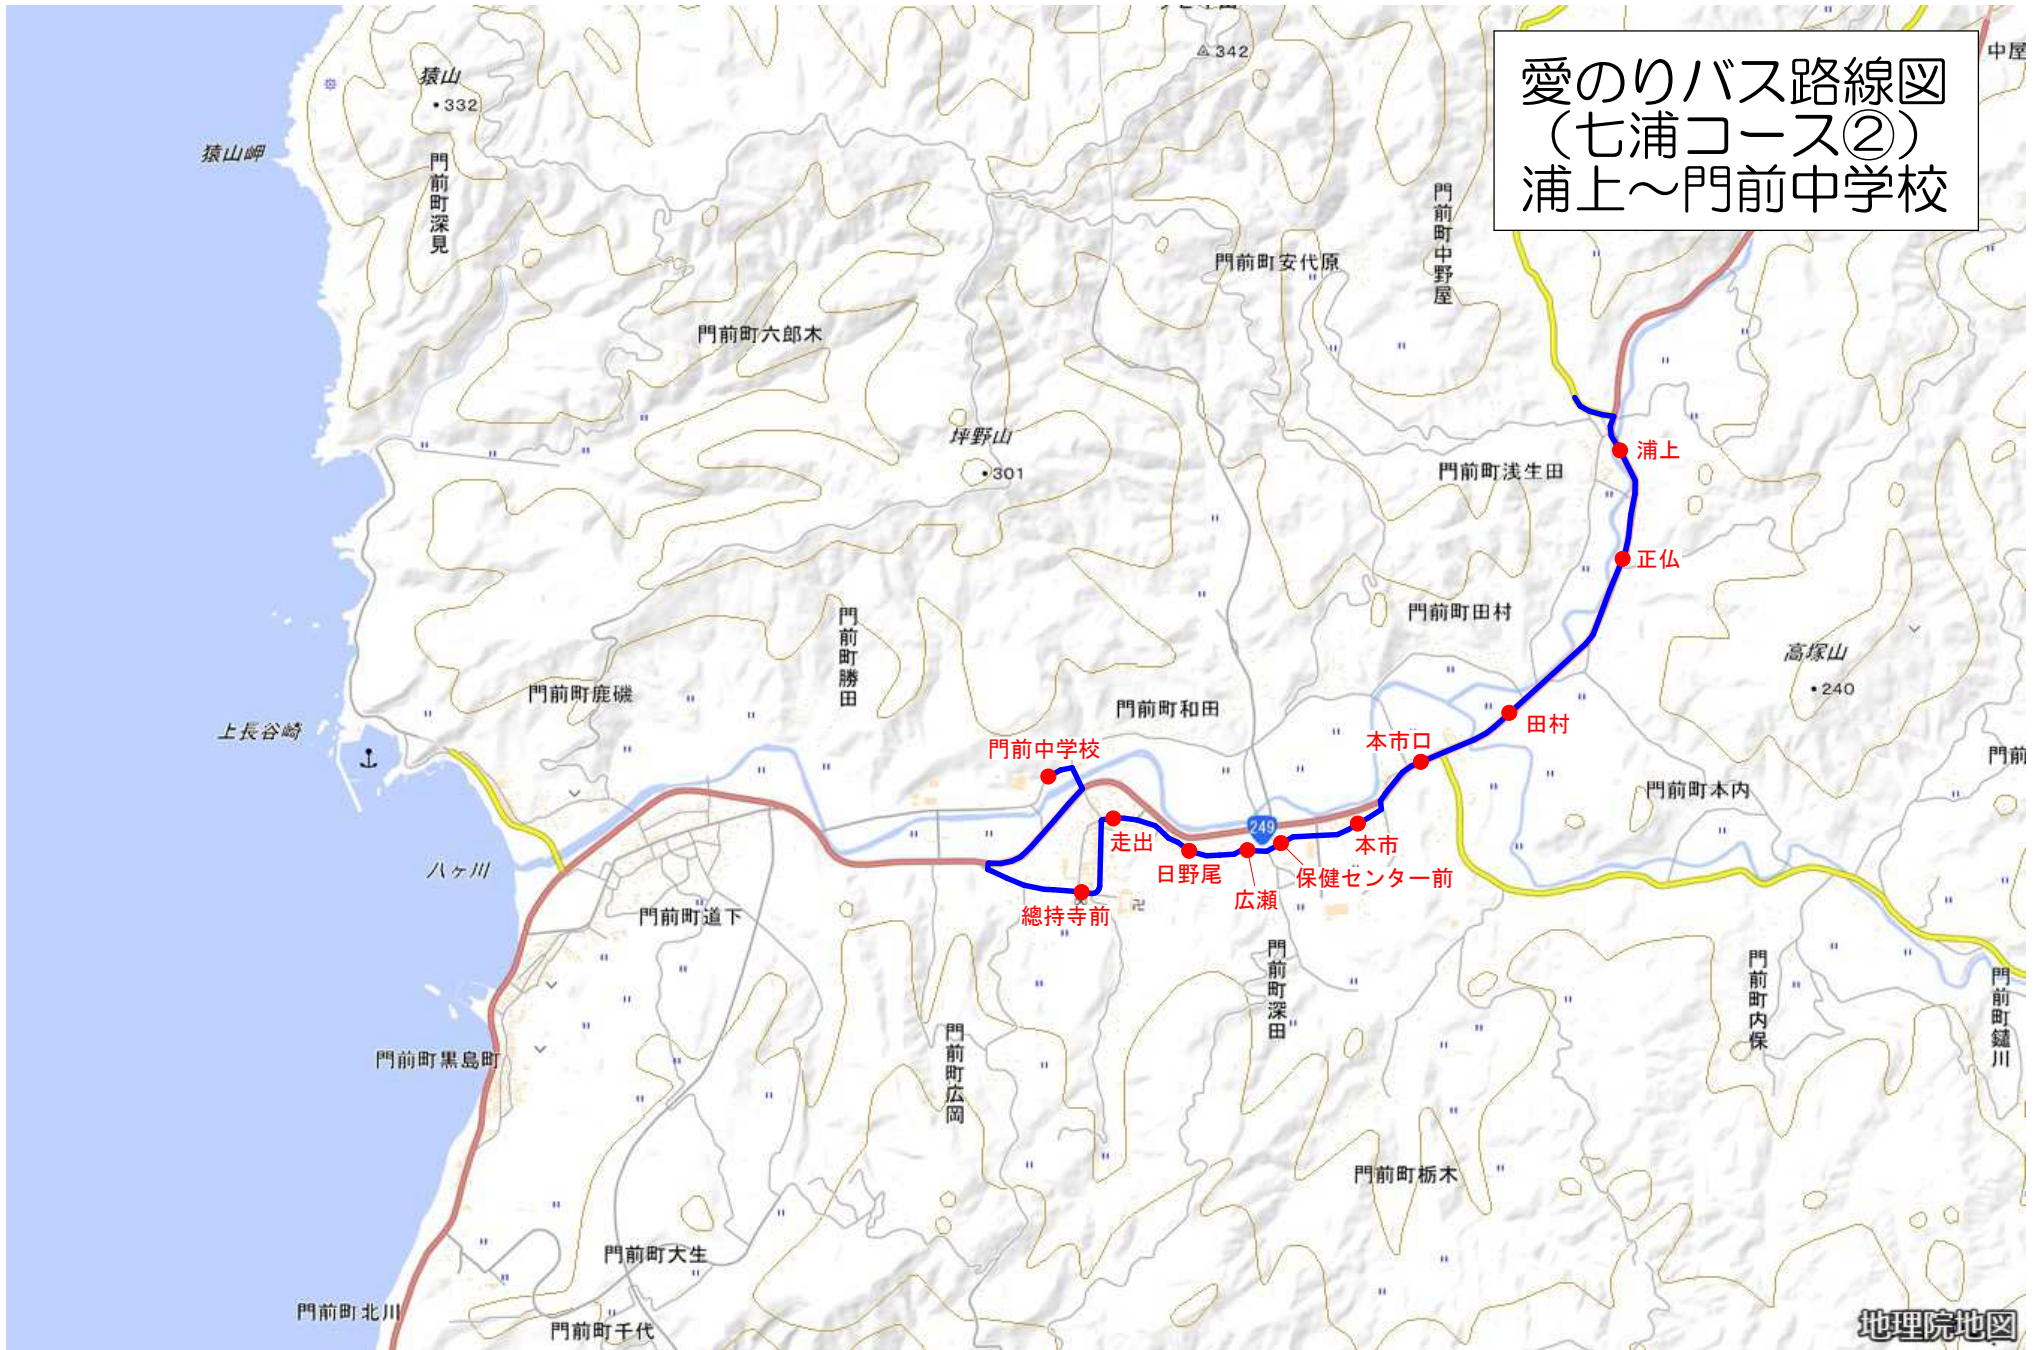 愛のりバス路線図
（七浦コース②）
浦上～門前中学校
342
中屋
猿山
332
猿山岬
門前町深見
門前町中野屋
門前町安代原
門前町六郎木
坪野山
301
浦上
門前町浅生田
正仏
門前町田村
門前町勝田
高塚山
240
門前町鹿磯
門前町和田
上長谷崎
田村
本市口
門前中学校
門前
門前町本内
249
走出
本市
日野尾
保健センター前
広瀬
八ヶ川
總持寺前
門前町道下
門前町深田
門前町内保
門前町鑓川
門前町黒島町
門前町広岡
門前町栃木
門前町大生
門前町北川
門前町千代
地理院地図